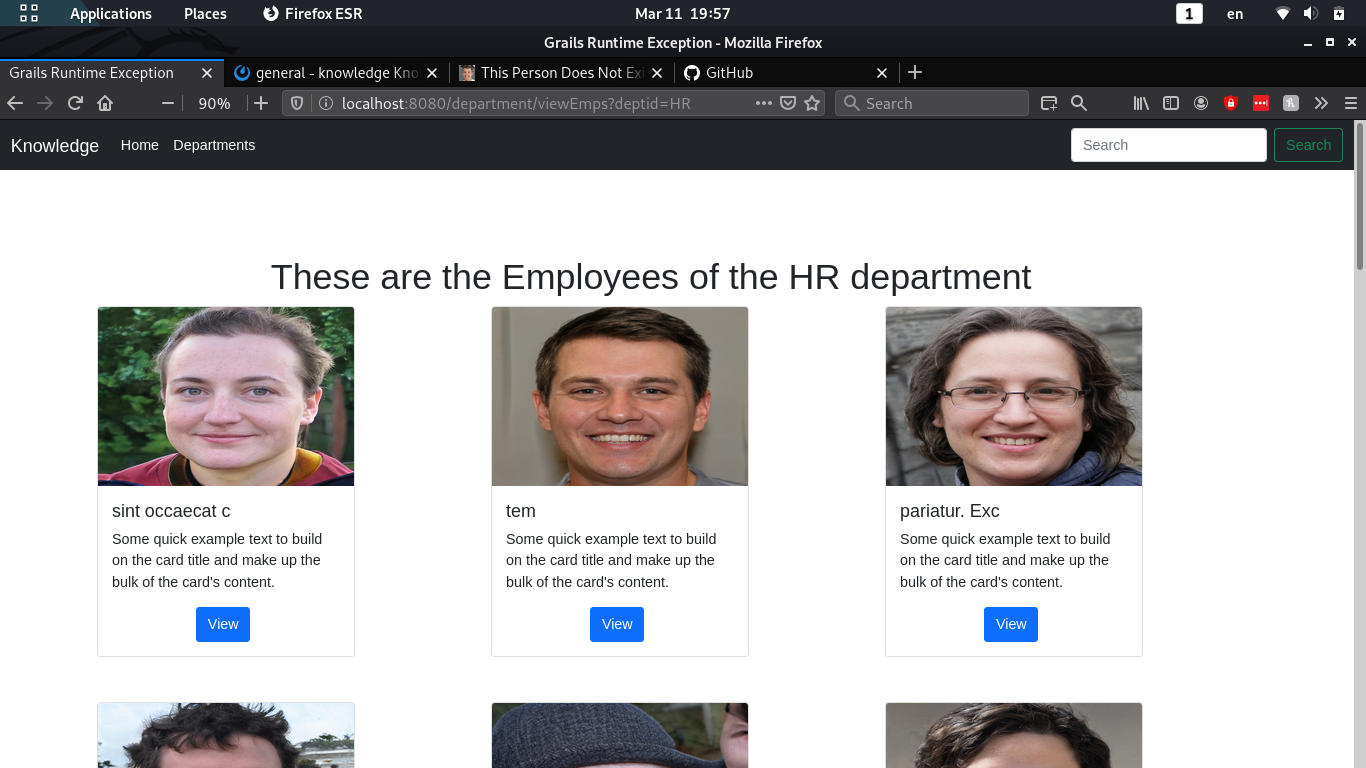 Applications Places Firefox ESR Mar 11 19:57 1 en
Grails Runtime Exception - Mozilla Firefox
Grails Runtime Exception general - knowledge Kno This Person Does Not Exi GitHub
90% localhost:8080/department/viewEmps?deptid=HR Search
Knowledge Home Departments Search Search
These are the Employees of the HR department
sint occaecat c
Some quick example text to build
on the card title and make up the
bulk of the card's content.
View
tem
Some quick example text to build
on the card title and make up the
bulk of the card's content.
View
pariatur. Exc
Some quick example text to build
on the card title and make up the
bulk of the card's content.
View